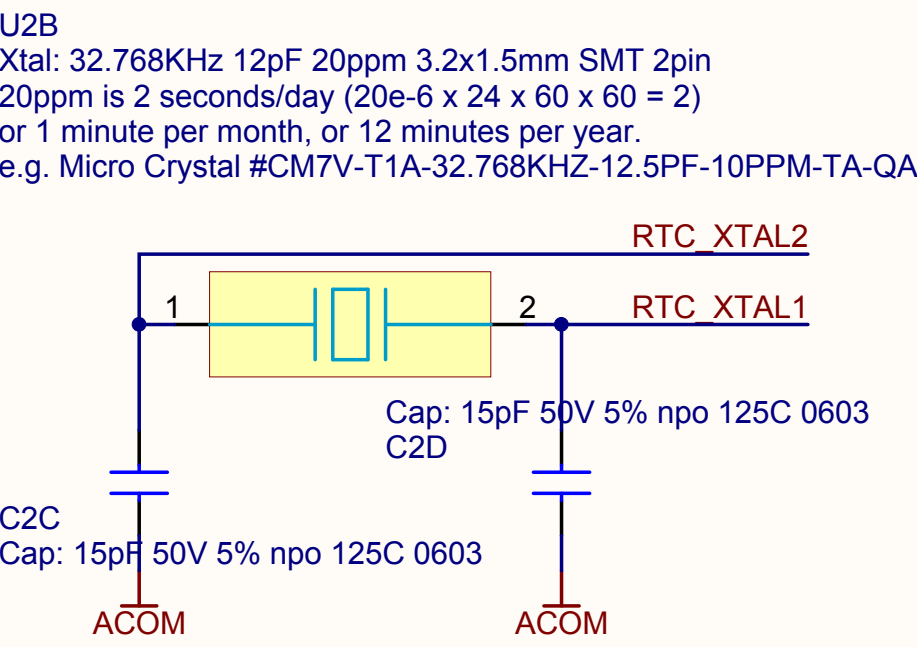 U2B
Xtal: 32.768KHz 12pF 20ppm 3.2x1.5mm SMT 2pin
20ppm is 2 seconds/day (20e-6 x 24 x 60 x 60 = 2)
or 1 minute per month, or 12 minutes per year.
e.g. Micro Crystal #CM7V-T1A-32.768KHZ-12.5PF-10PPM-TA-QA
RTC_XTAL2
1
2
RTC_XTAL1
Cap: 15pF 50V 5% npo 125C 0603
C2D
C2C
Cap: 15pF 50V 5% npo 125C 0603
ACOM
ACOM